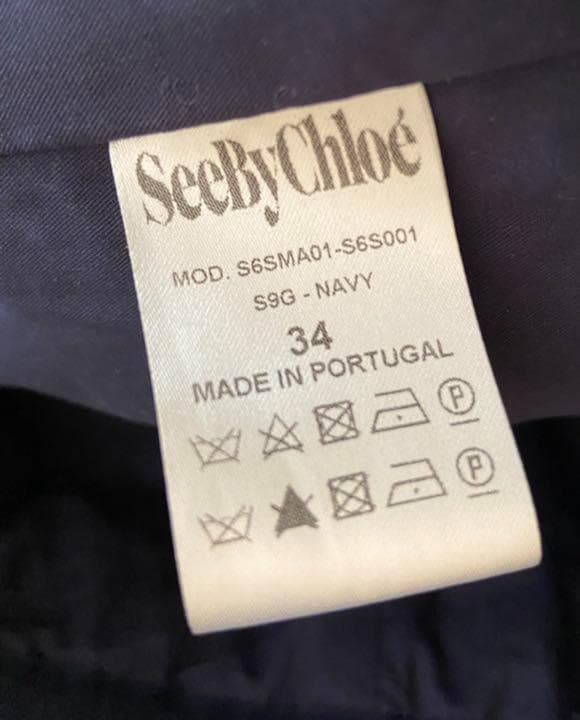 SeeByChloé
MOD. S6SMA01-S6S001
S9G - NAVY
34
MADE IN PORTUGAL
P
P